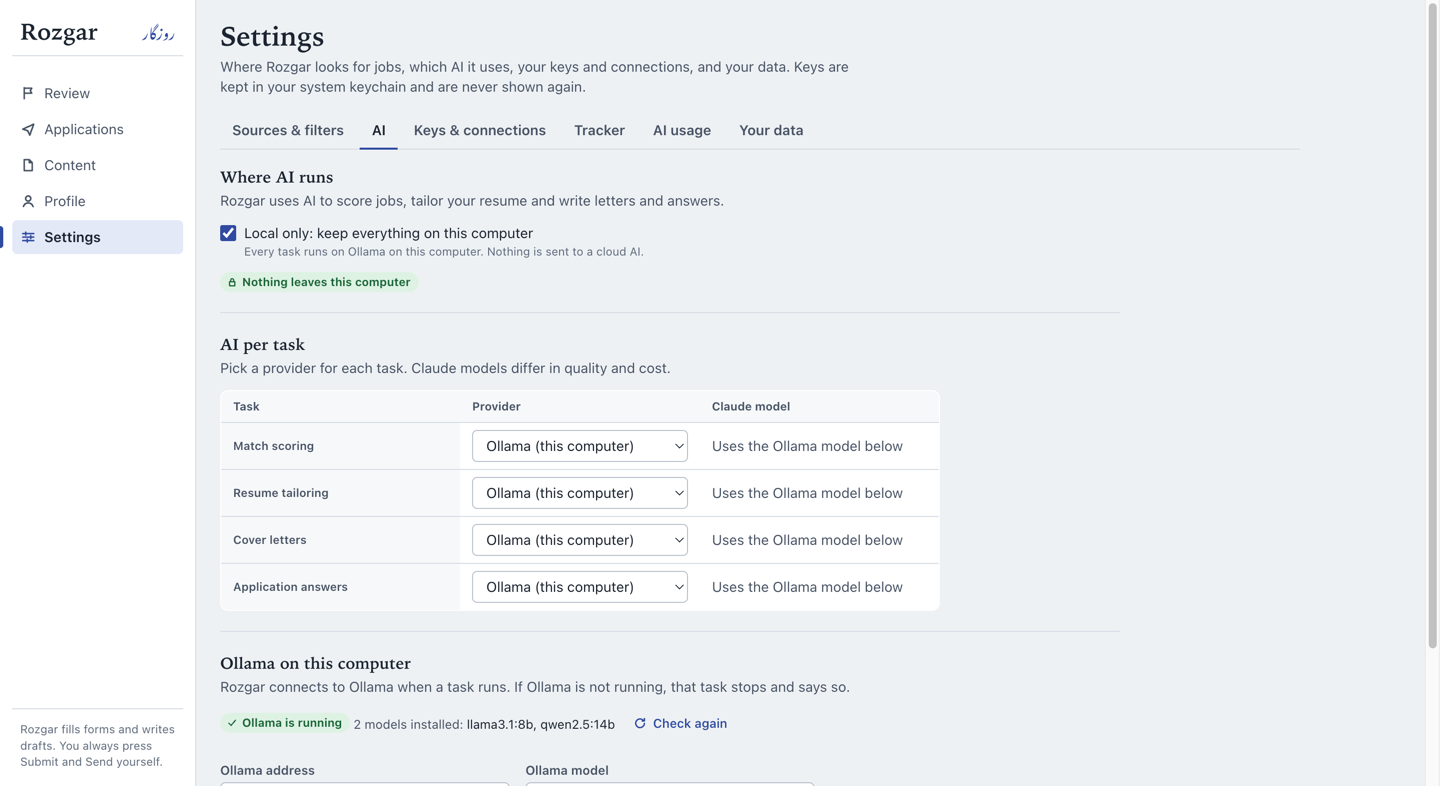 Rozgar روزگار
Review
Applications
Content
Profile
Settings
Rozgar fills forms and writes
drafts. You always press
Submit and Send yourself.
Settings
Where Rozgar looks for jobs, which AI it uses, your keys and connections, and your data. Keys are
kept in your system keychain and are never shown again.
Sources & filters AI Keys & connections Tracker AI usage Your data
Where AI runs
Rozgar uses AI to score jobs, tailor your resume and write letters and answers.
Local only: keep everything on this computer
Every task runs on Ollama on this computer. Nothing is sent to a cloud AI.
Nothing leaves this computer
AI per task
Pick a provider for each task. Claude models differ in quality and cost.
Task Provider Claude model
Match scoring Ollama (this computer) Uses the Ollama model below
Resume tailoring Ollama (this computer) Uses the Ollama model below
Cover letters Ollama (this computer) Uses the Ollama model below
Application answers Ollama (this computer) Uses the Ollama model below
Ollama on this computer
Rozgar connects to Ollama when a task runs. If Ollama is not running, that task stops and says so.
Ollama is running 2 models installed: llama3.1:8b, qwen2.5:14b Check again
Ollama address Ollama model